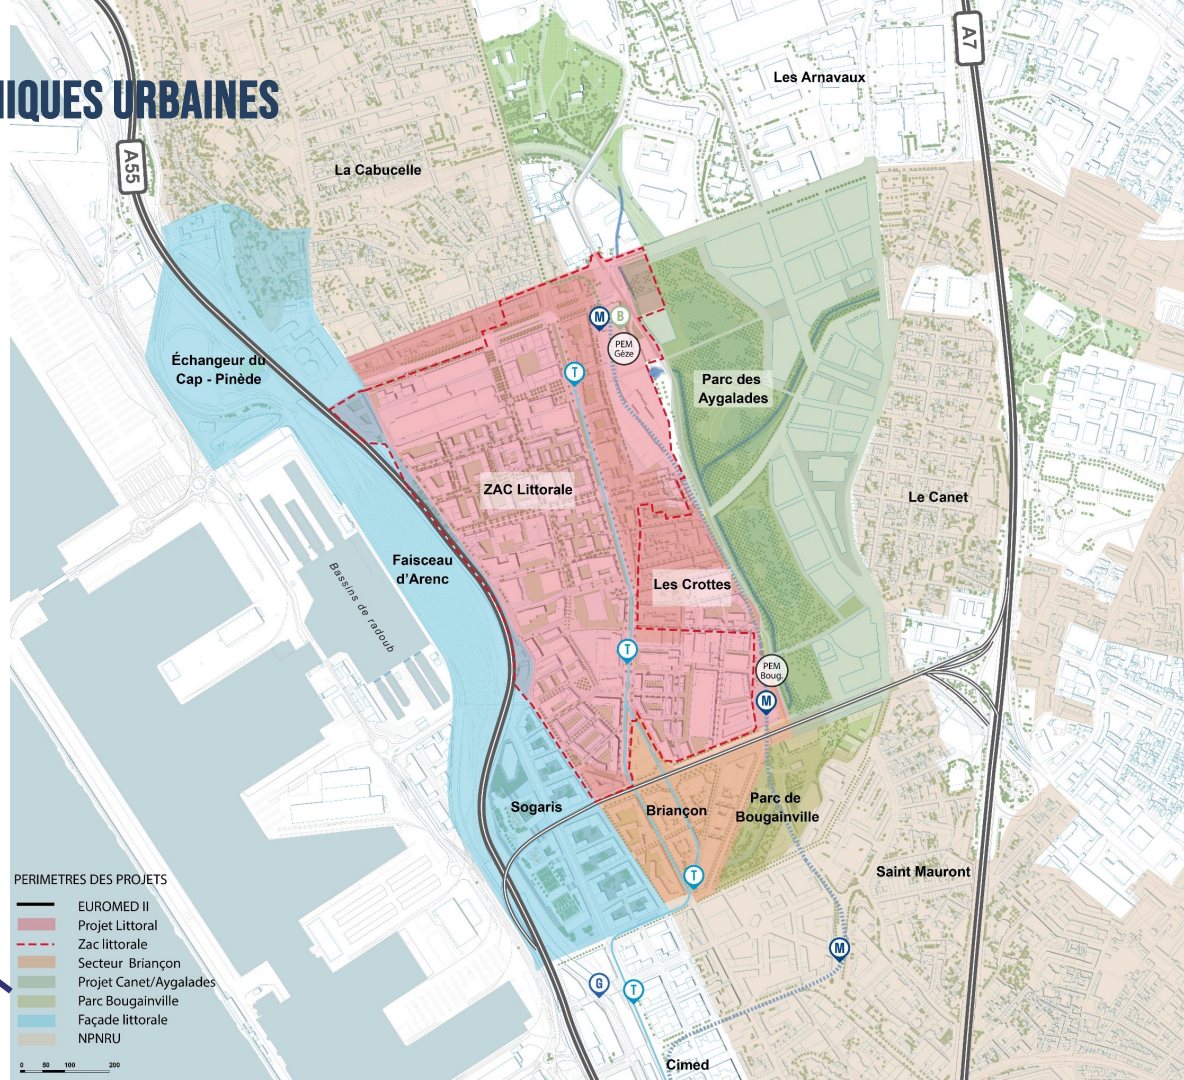 IQUES URBAINES
A7
Les Arnavaux
A55
La Cabucelle
M
B
PEM
Gèze
Échangeur du
Cap - Pinède
T
Parc des
Aygalades
ZAC Littorale
Le Canet
Faisceau
d'Arenc
Les Crottes
Bassins de radoub
T
PEM
Boug.
M
Sogaris
Briançon
Parc de
Bougainville
T
Saint Mauront
PERIMETRES DES PROJETS
EUROMED II
Projet Littoral
Zac littorale
Secteur Briançon
Projet Canet/Aygalades
Parc Bougainville
Façade littorale
NPNRU
0 50 100 200
M
G
T
Cimed